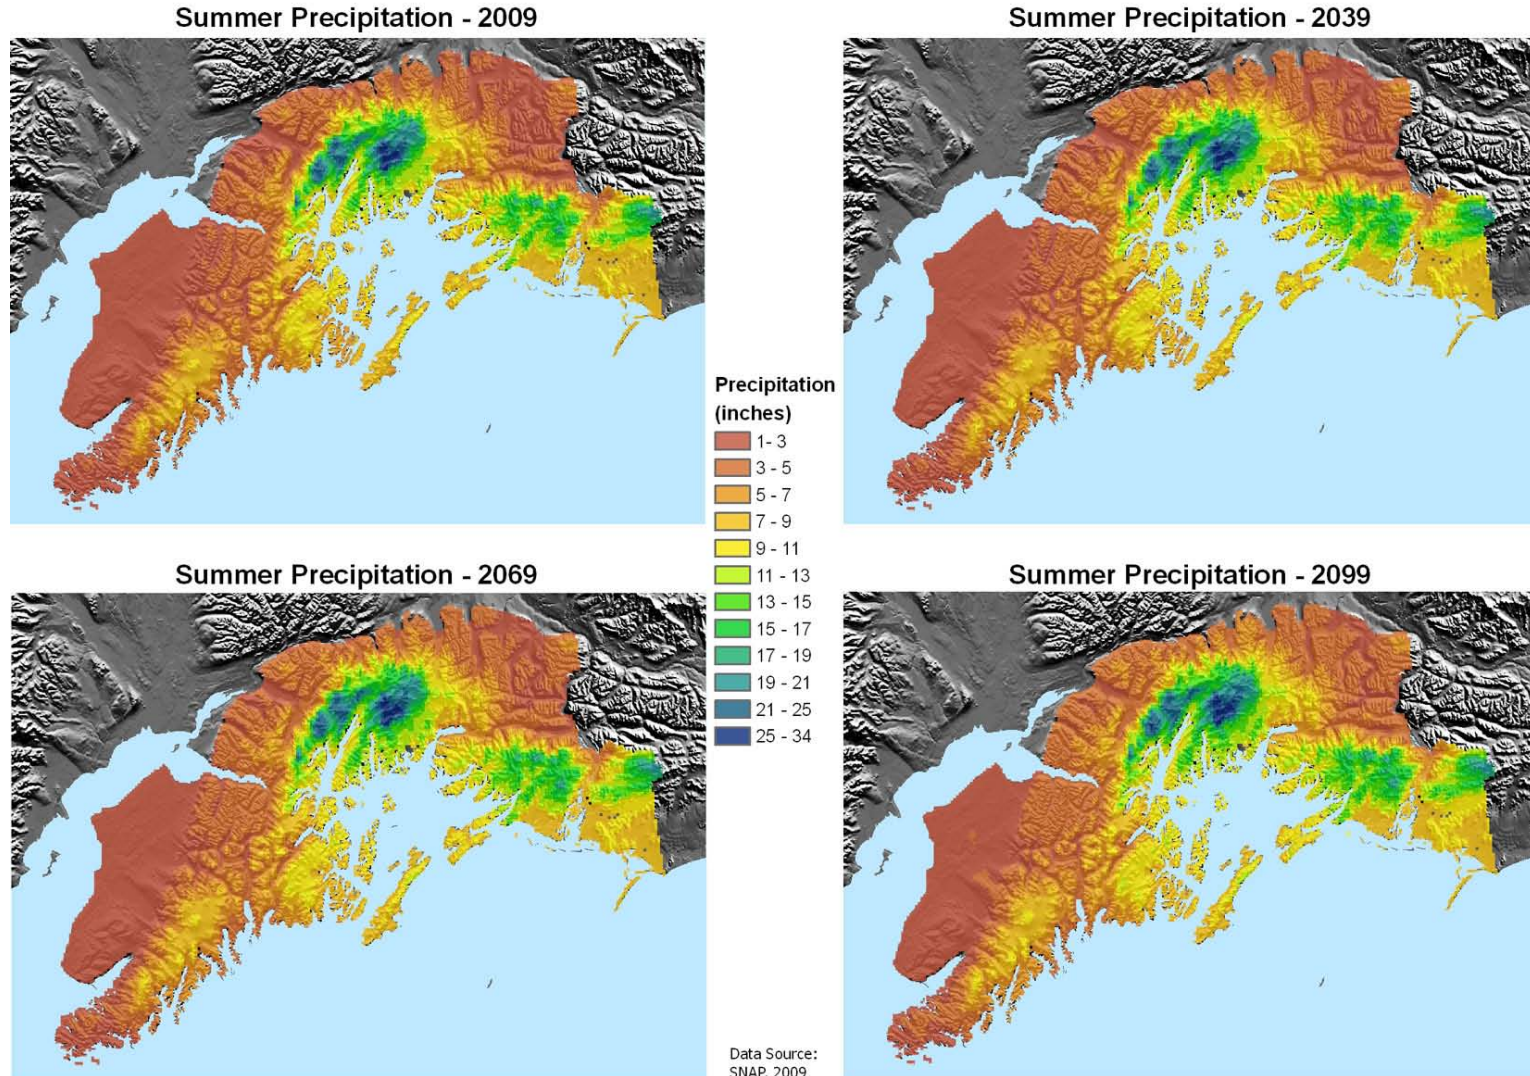 Summer Precipitation - 2009
Summer Precipitation - 2039
Precipitation
(inches)
1- 3
3 - 5
5 - 7
7 - 9
9 - 11
11 - 13
13 - 15
15 - 17
17 - 19
19 - 21
21 - 25
25 - 34
Summer Precipitation - 2069
Summer Precipitation - 2099
Data Source:
SNAP, 2009